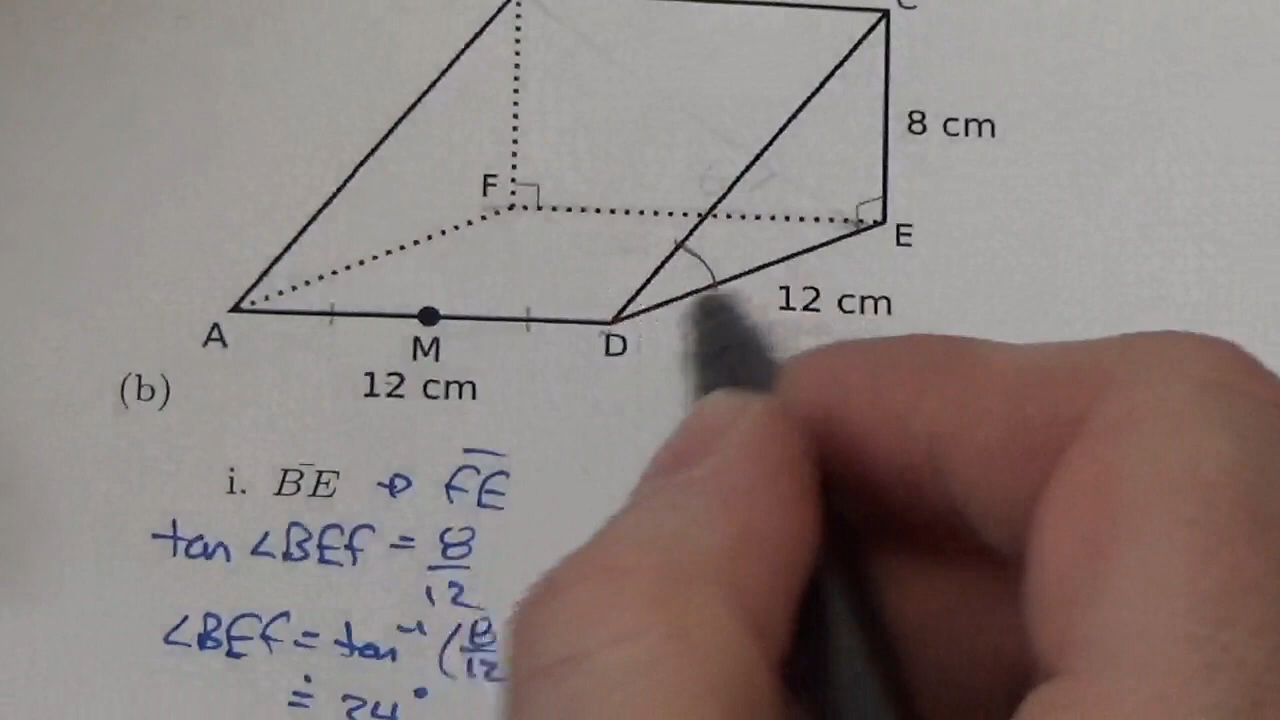 C
8 cm
F
E
12 cm
A
M
D
(b)
12 cm
i. BE → FE
tan ∠BEF = 8/12
∠BEF = tan⁻¹ (8/12
≑ 34°